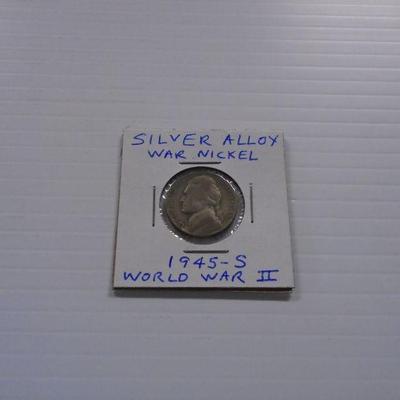 SILVER ALLOY
WAR NICKEL
1945-S
WORLD WAR II